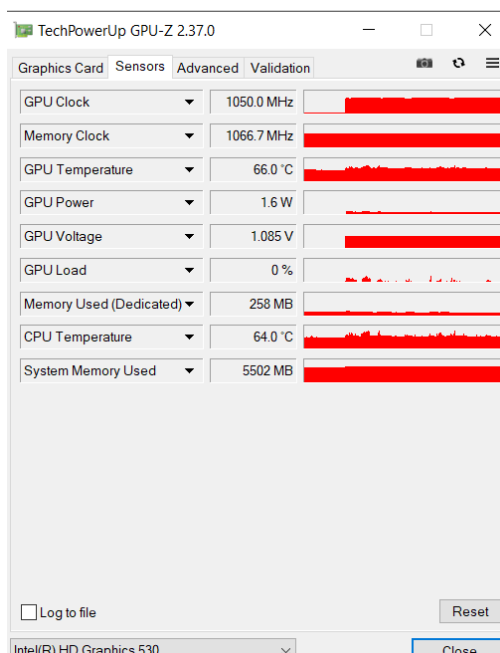 TechPowerUp GPU-Z 2.37.0
Graphics Card Sensors Advanced Validation
GPU Clock 1050.0 MHz
Memory Clock 1066.7 MHz
GPU Temperature 66.0 °C
GPU Power 1.6 W
GPU Voltage 1.085 V
GPU Load 0 %
Memory Used (Dedicated) 258 MB
CPU Temperature 64.0 °C
System Memory Used 5502 MB
Log to file Reset
Intel(R) HD Graphics 530 Close